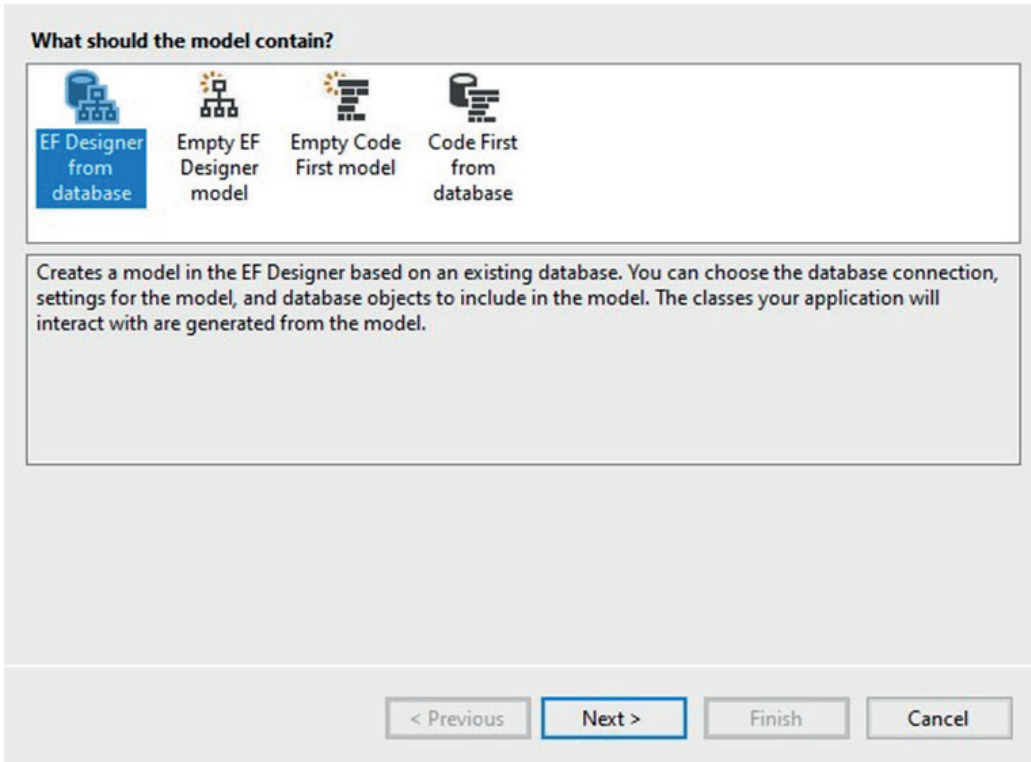 What should the model contain?
EF Designer
from
database
Empty EF
Designer
model
Empty Code
First model
Code First
from
database
Creates a model in the EF Designer based on an existing database. You can choose the database connection,
settings for the model, and database objects to include in the model. The classes your application will
interact with are generated from the model.
< Previous
Next >
Finish
Cancel